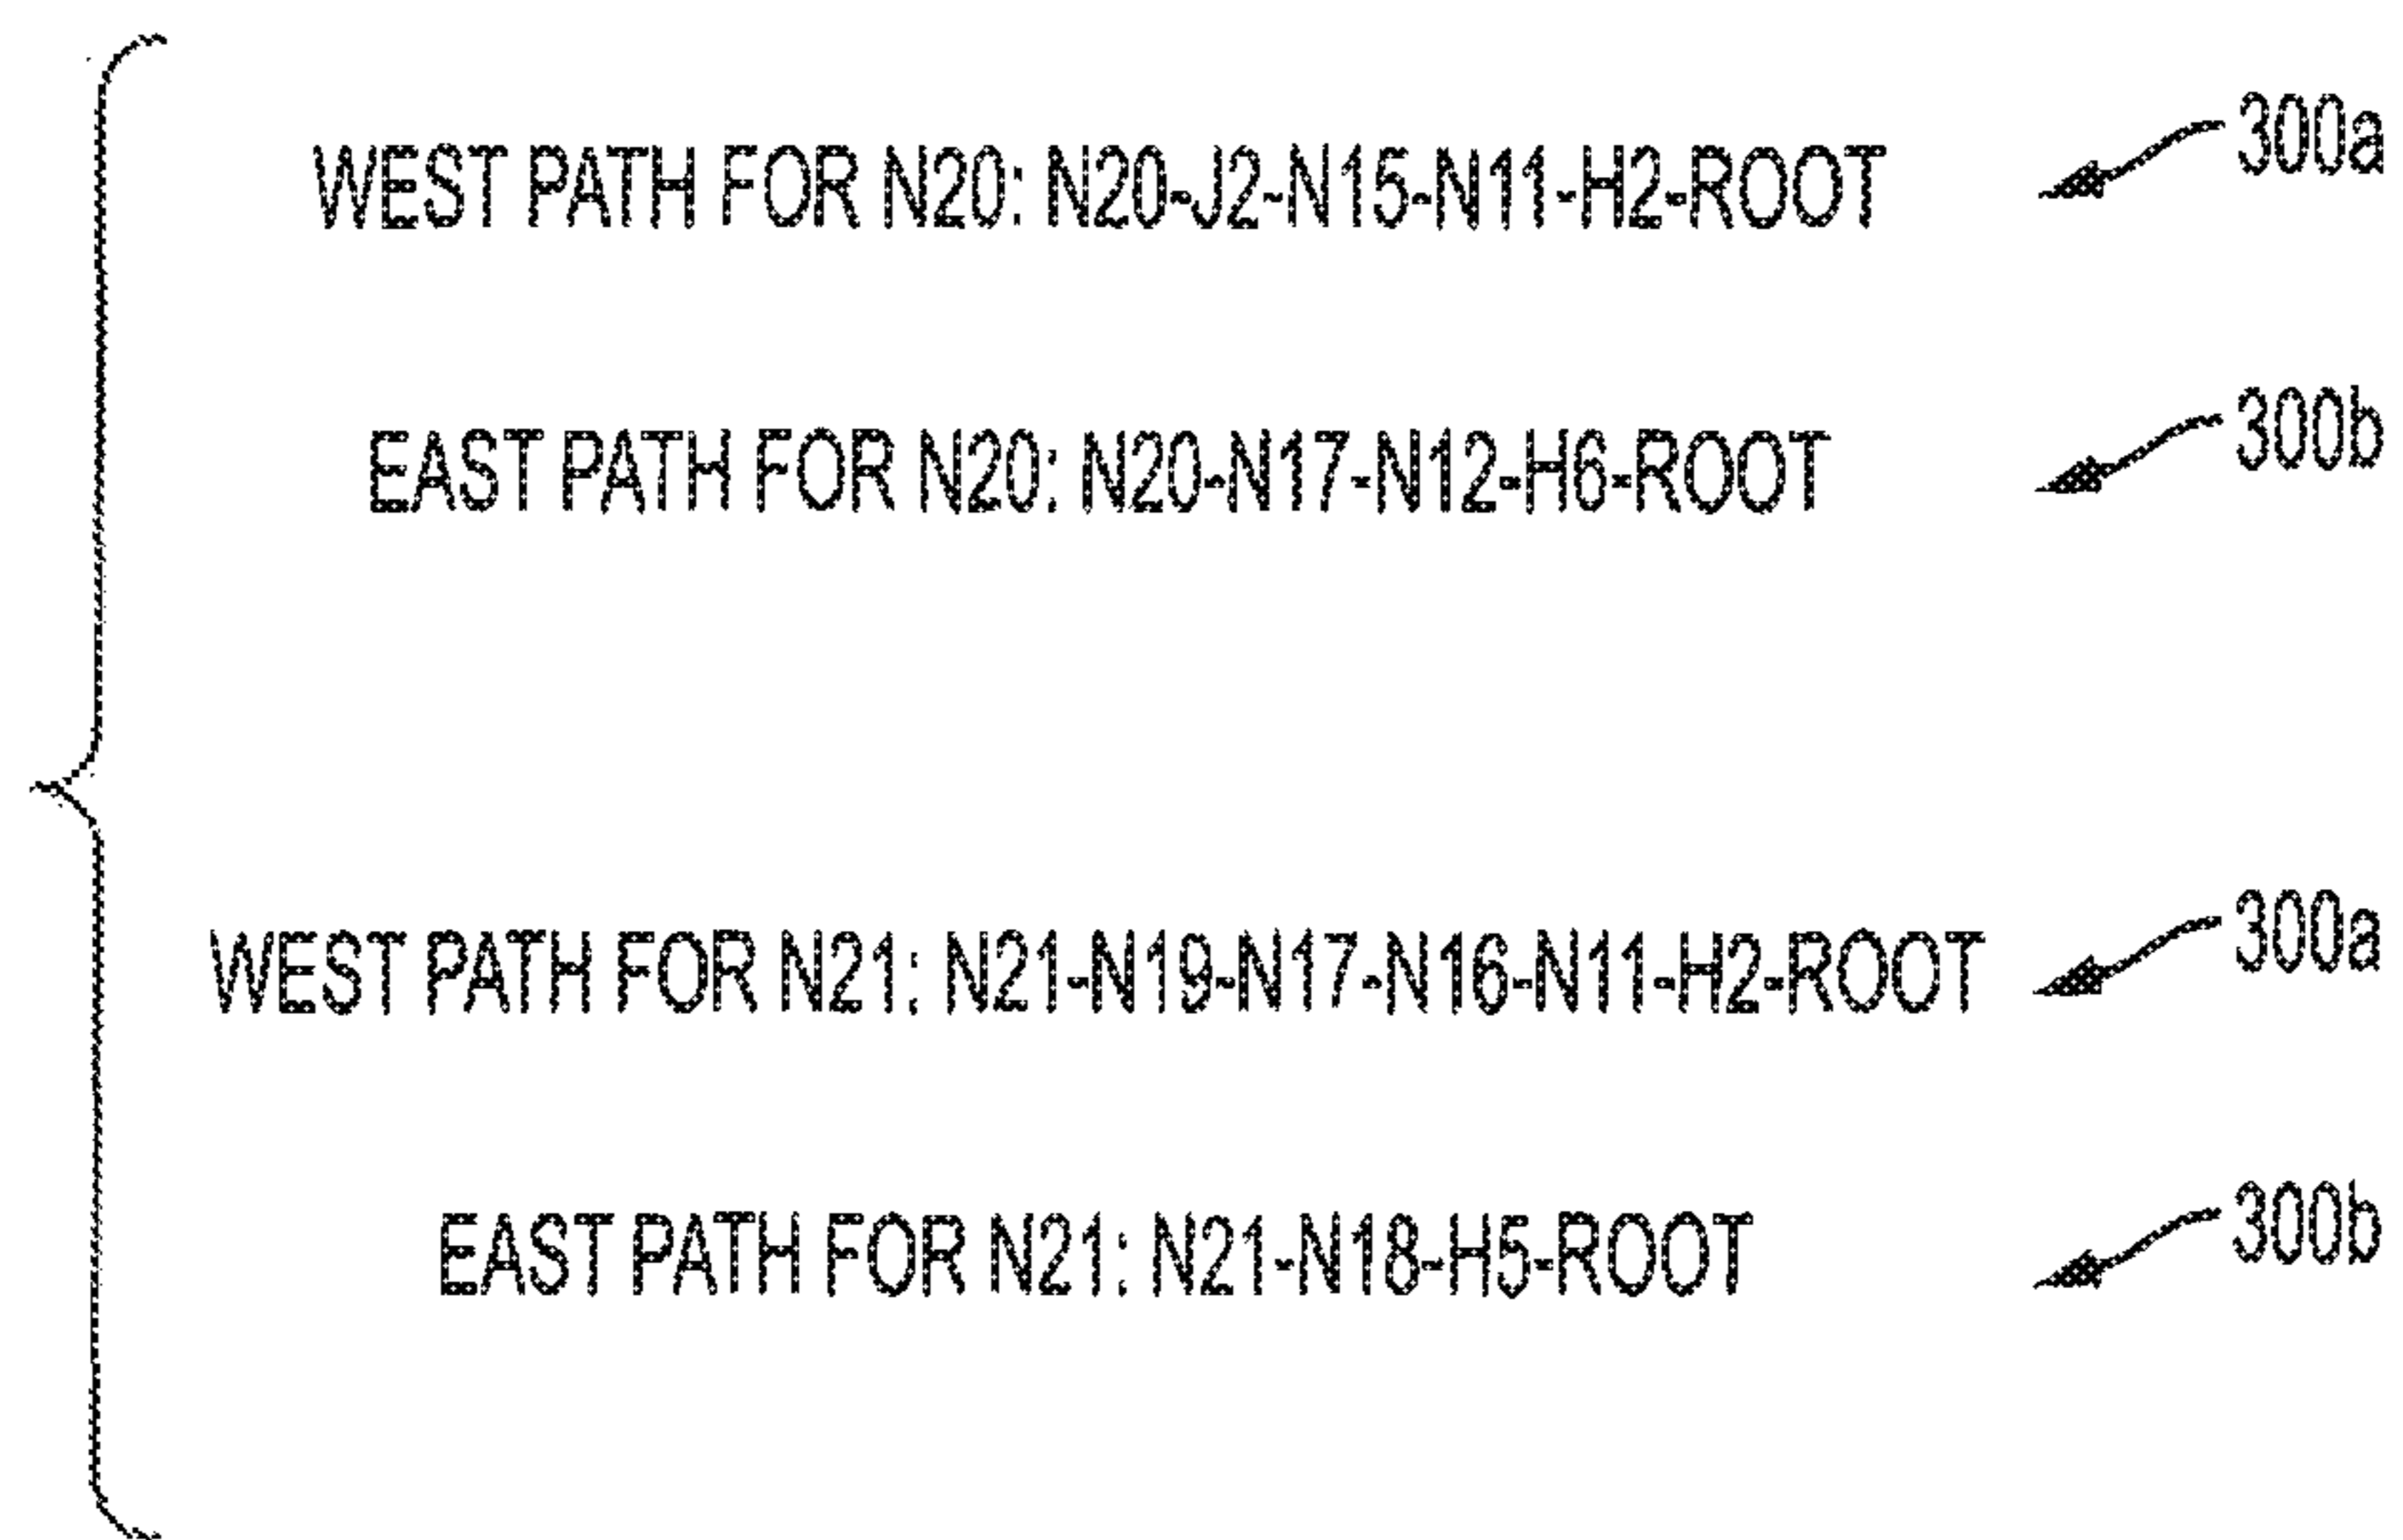 WEST PATH FOR N20: N20-J2-N15-N11-H2-ROOT 300a
EAST PATH FOR N20: N20-N17-N12-H6-ROOT 300b
WEST PATH FOR N21: N21-N19-N17-N16-N11-H2-ROOT 300a
EAST PATH FOR N21: N21-N18-H5-ROOT 300b